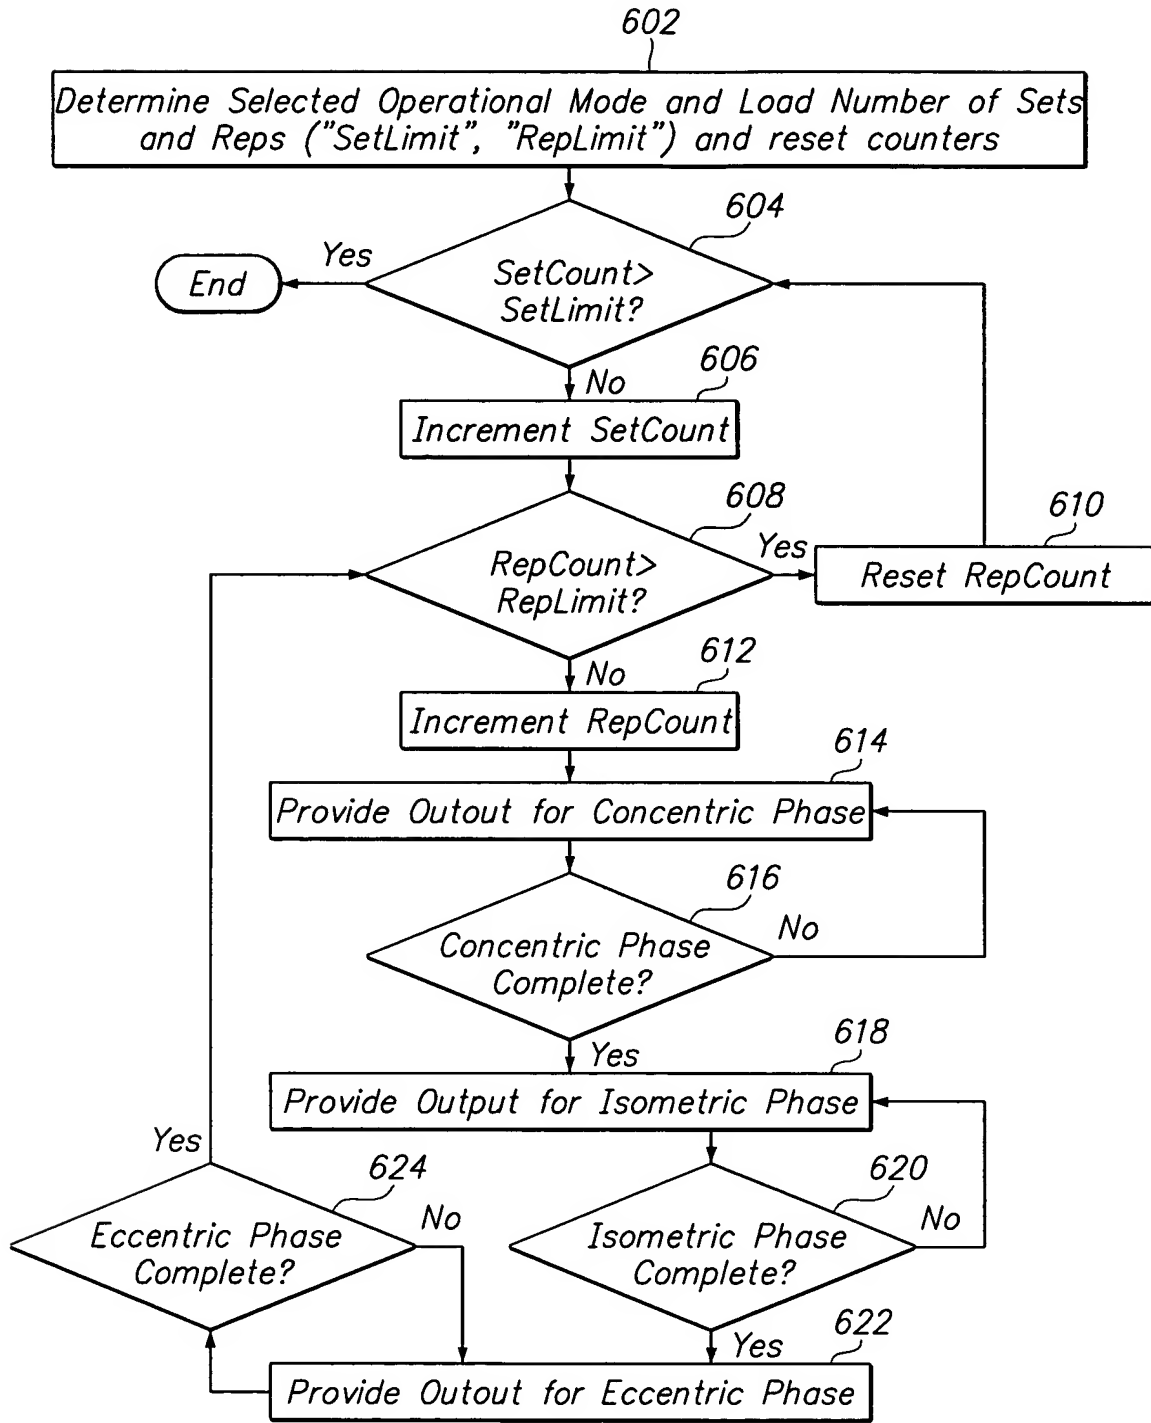 602
Determine Selected Operational Mode and Load Number of Sets
and Reps ("SetLimit", "RepLimit") and reset counters
604
Yes
End
SetCount>
SetLimit?
No
606
Increment SetCount
608
RepCount>
RepLimit?
Yes
610
Reset RepCount
No
612
Increment RepCount
614
Provide Outout for Concentric Phase
616
Concentric Phase
Complete?
No
Yes
618
Provide Output for Isometric Phase
Yes
624
Eccentric Phase
Complete?
No
620
Isometric Phase
Complete?
No
Yes
622
Provide Outout for Eccentric Phase